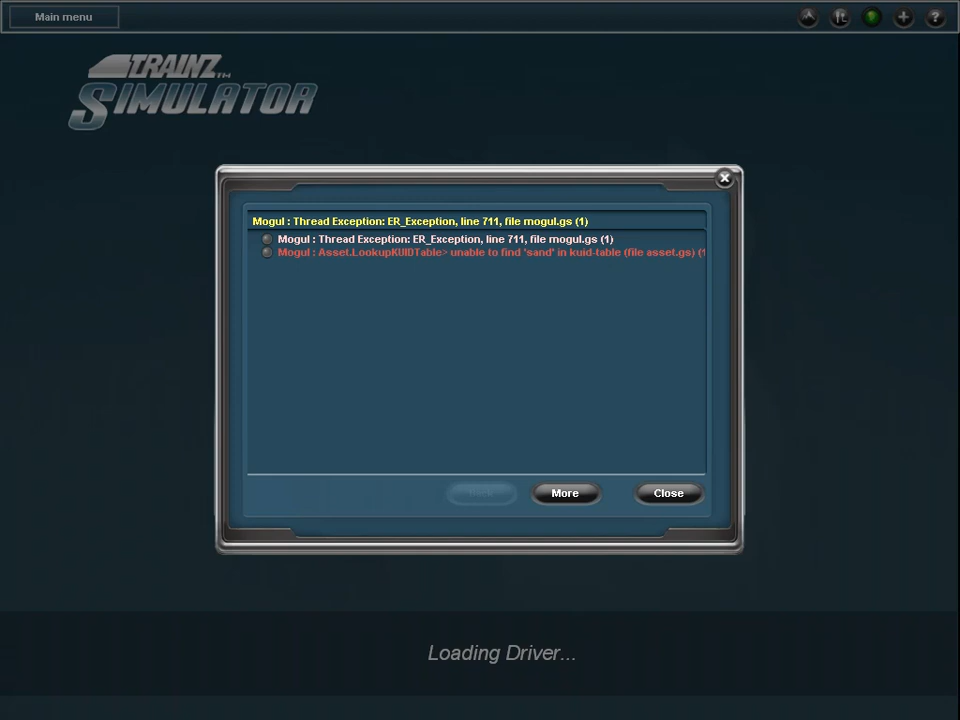 Main menu
?
TRAINZ™
SIMULATOR
Mogul : Thread Exception: ER_Exception, line 711, file mogul.gs (1)
Mogul : Thread Exception: ER_Exception, line 711, file mogul.gs (1)
Mogul : Asset.LookupKUIDTable> unable to find 'sand' in kuid-table (file asset.gs) (1
More
Close
Loading Driver...